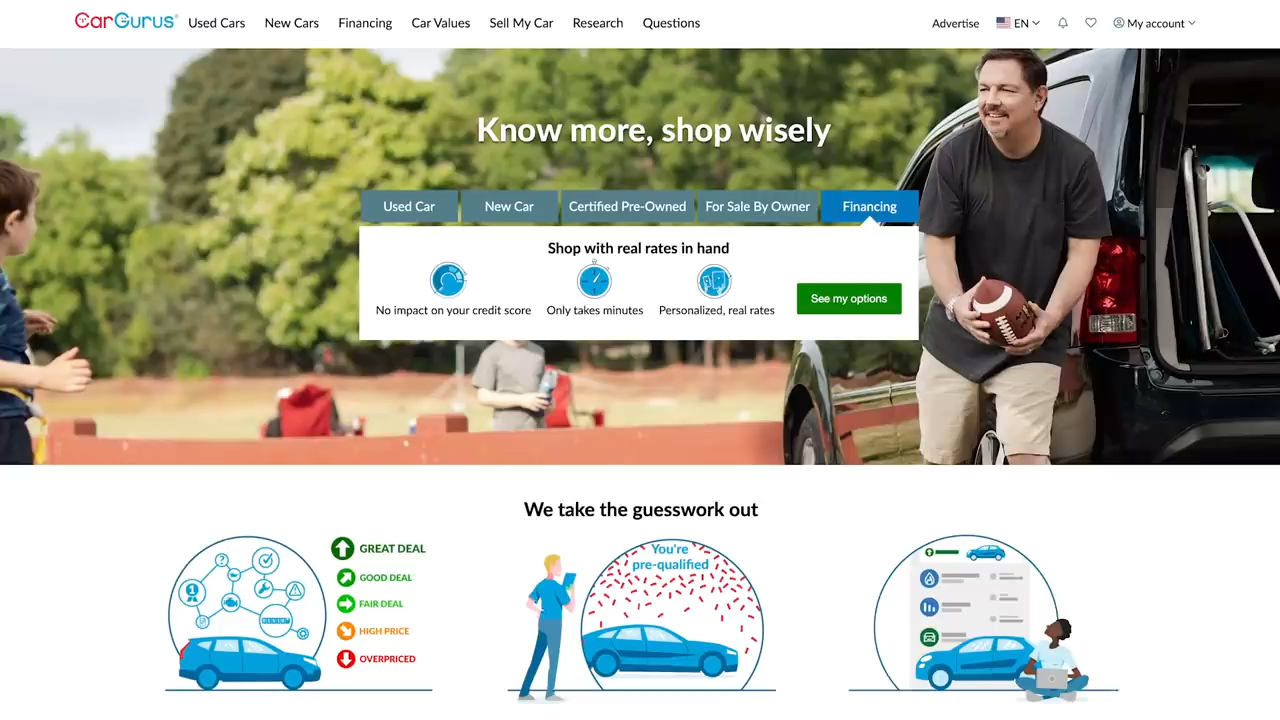 CarGurus
Used Cars
New Cars
Financing
Car Values
Sell My Car
Research
Questions
Advertise
EN
My account
Know more, shop wisely
Used Car
New Car
Certified Pre-Owned
For Sale By Owner
Financing
Shop with real rates in hand
No impact on your credit score
Only takes minutes
Personalized, real rates
See my options
We take the guesswork out
GREAT DEAL
GOOD DEAL
FAIR DEAL
HIGH PRICE
OVERPRICED
You're
pre-qualified